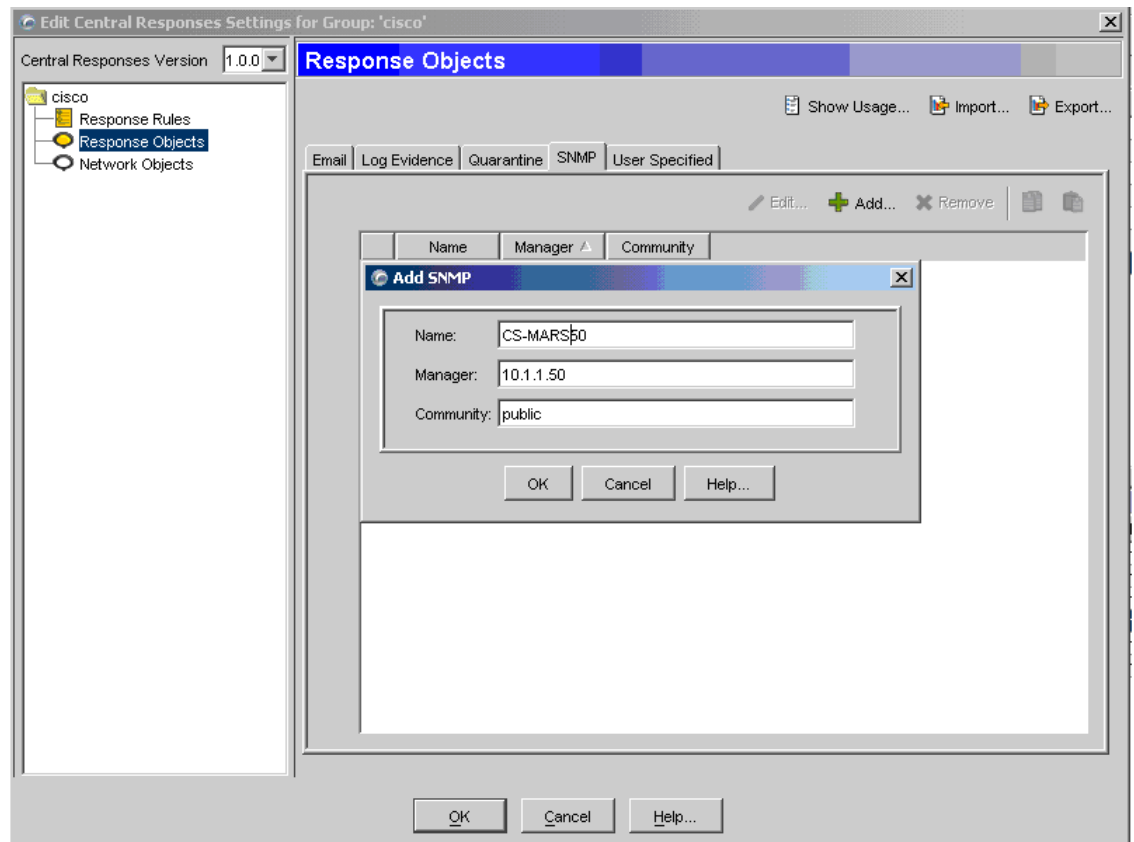 Edit Central Responses Settings for Group: 'cisco'
Central Responses Version 1.0.0
cisco
Response Rules
Response Objects
Network Objects
Response Objects
Show Usage... Import... Export...
Email Log Evidence Quarantine SNMP User Specified
Edit... Add... Remove
Name Manager Community
Add SNMP
Name: CS-MARS50
Manager: 10.1.1.50
Community: public
OK Cancel Help...
OK Cancel Help...